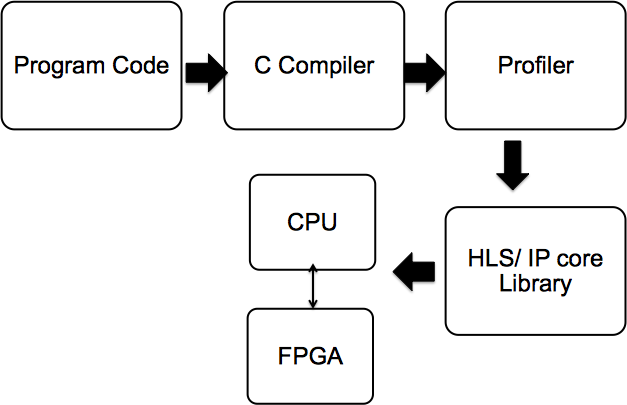 Program Code
C Compiler
Profiler
HLS/ IP core
Library
CPU
FPGA